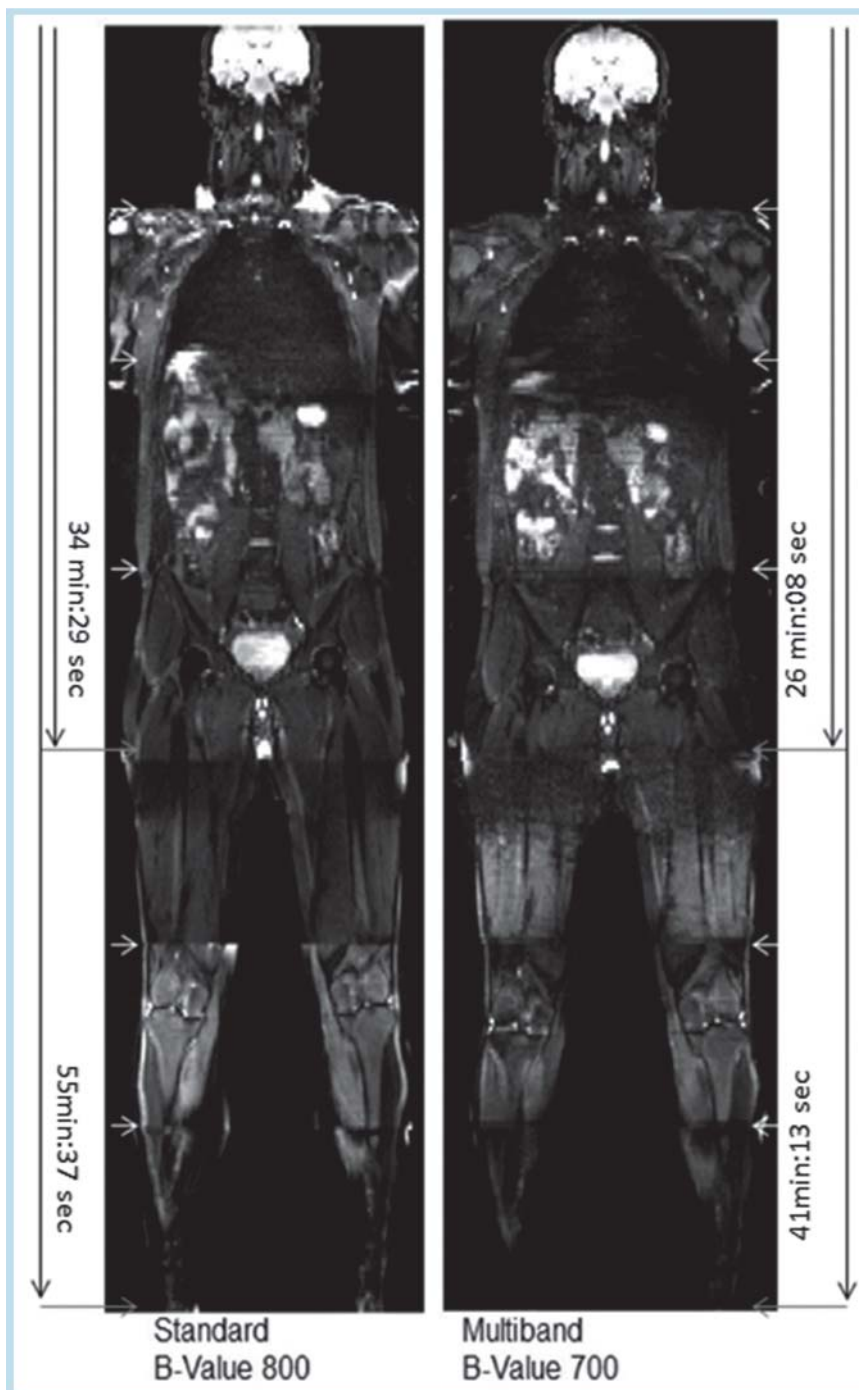 34 min:29 sec
55min:37 sec
26 min:08 sec
41min:13 sec
Standard
B-Value 800
Multiband
B-Value 700